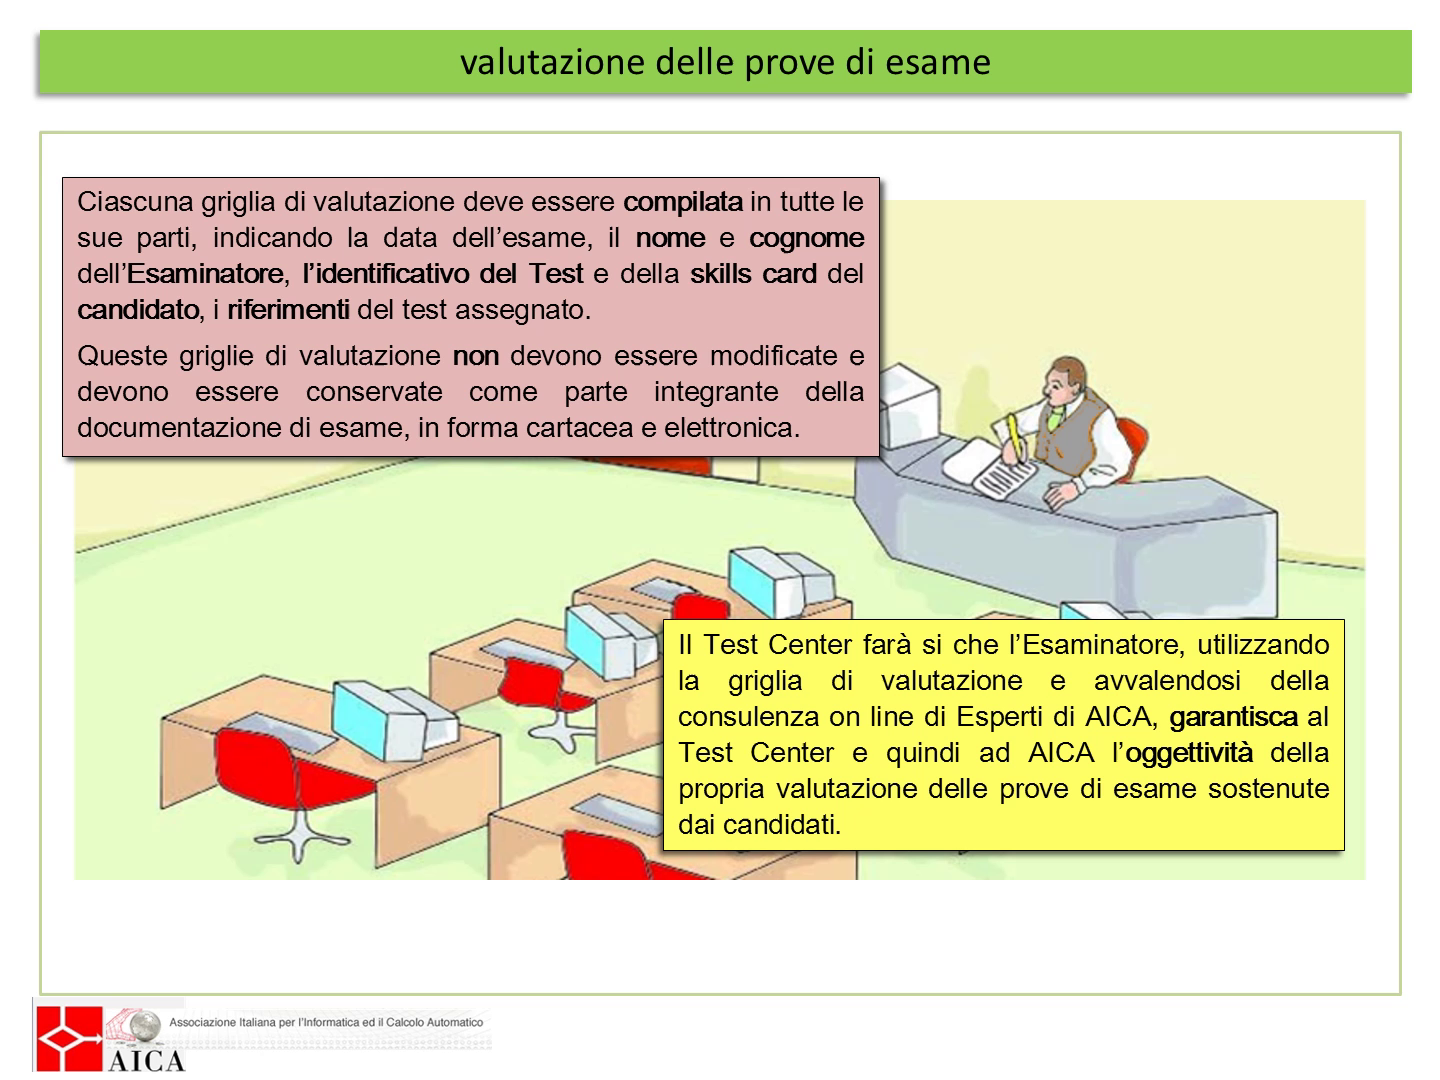 valutazione delle prove di esame
Ciascuna griglia di valutazione deve essere compilata in tutte le
sue parti, indicando la data dell’esame, il nome e cognome
dell’Esaminatore, l’identificativo del Test e della skills card del
candidato, i riferimenti del test assegnato.
Queste griglie di valutazione non devono essere modificate e
devono essere conservate come parte integrante della
documentazione di esame, in forma cartacea e elettronica.
Il Test Center farà si che l’Esaminatore, utilizzando
la griglia di valutazione e avvalendosi della
consulenza on line di Esperti di AICA, garantisca al
Test Center e quindi ad AICA l’oggettività della
propria valutazione delle prove di esame sostenute
dai candidati.
Associazione Italiana per l'Informatica ed il Calcolo Automatico
AICA